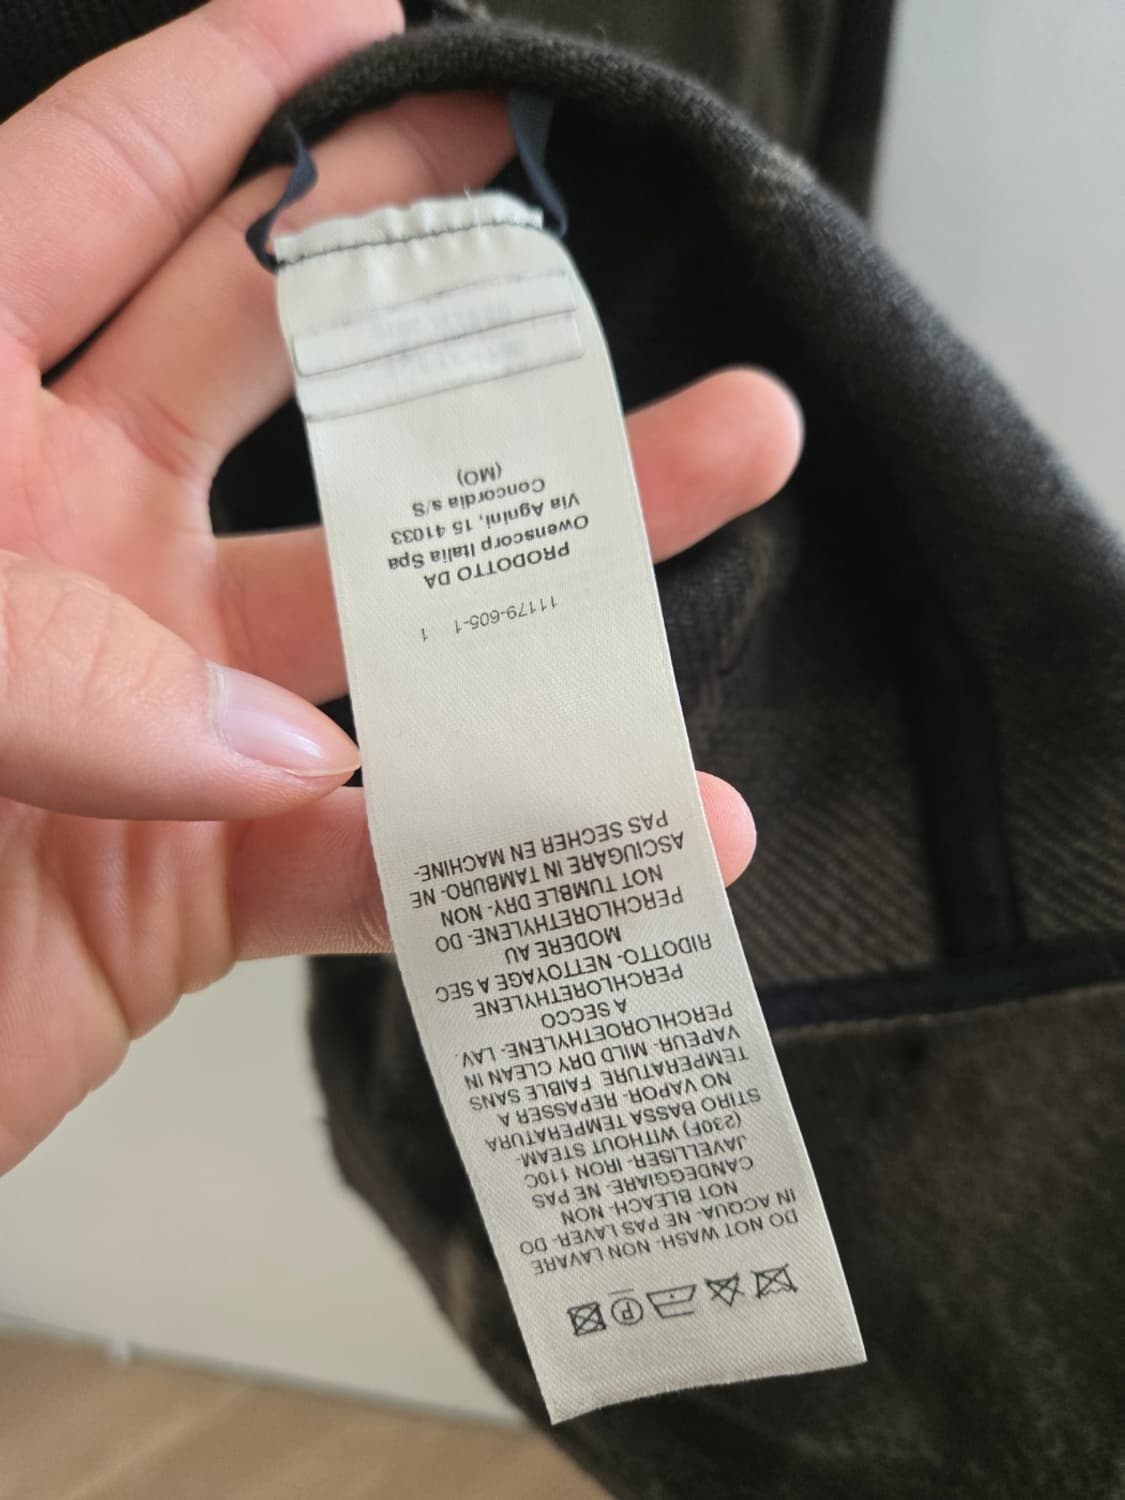 DO NOT WASH- NON LAVARE
IN ACQUA- NE PAS LAVER- DO
NOT BLEACH- NON
CANDEGGIARE- NE PAS
JAVELLISER- IRON 110C
(230F) WITHOUT STEAM-
STIRO BASSA TEMPERATURA
NO VAPOR- REPASSER A
TEMPERATURE FAIBLE SANS
VAPEUR- MILD DRY CLEAN IN
PERCHLOROETHYLENE- LAV.
A SECCO
PERCHLORETHYLENE
RIDOTTO- NETTOYAGE A SEC
MODERE AU
PERCHLORETHYLENE- DO
NOT TUMBLE DRY- NON
ASCIUGARE IN TAMBURO- NE
PAS SECHER EN MACHINE-
11179-605-1 1
PRODOTTO DA
Owenscorp Italia Spa
Via Agnini, 15 41033
Concordia s/S
(MO)